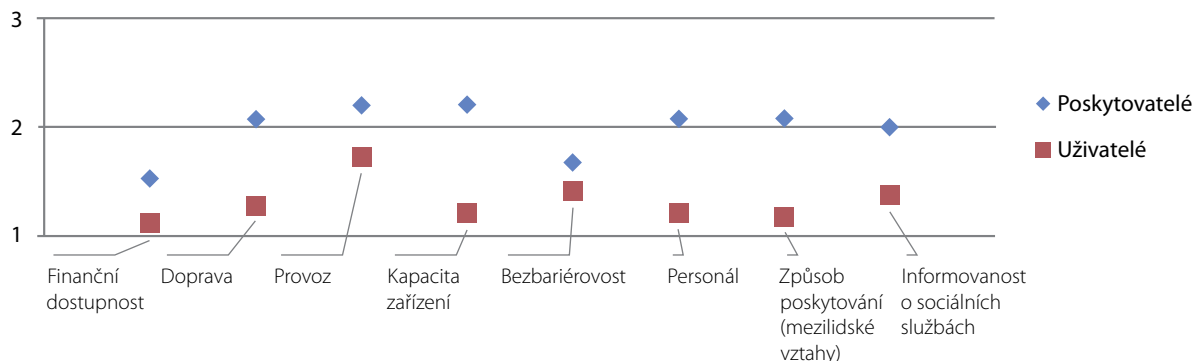 3
2
1
Poskytovatelé
Uživatelé
Finanční
dostupnost
Doprava
Provoz
Kapacita
zařízení
Bezbariérovost
Personál
Způsob
poskytování
(mezilidské
vztahy)
Informovanost
o sociálních
službách